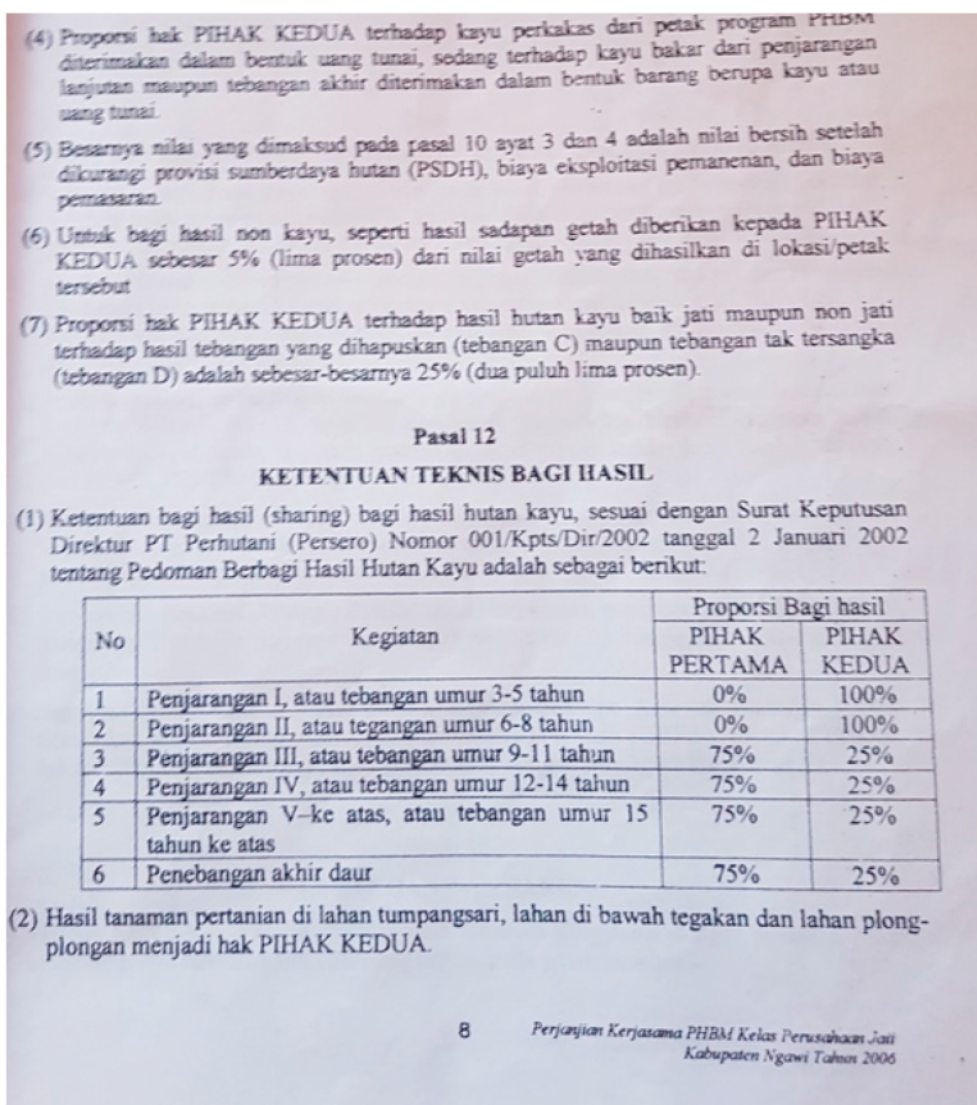 (4) Proporsi hak PIHAK KEDUA terhadap kayu perkakas dari petak program PHBM
diterimakan dalam bentuk uang tunai, sedang terhadap kayu bakar dari penjarangan
lanjutan maupun tebangan akhir diterimakan dalam bentuk barang berupa kayu atau
uang tunai.
(5) Besarnya nilai yang dimaksud pada pasal 10 ayat 3 dan 4 adalah nilai bersih setelah
dikurangi provisi sumberdaya hutan (PSDH), biaya eksploitasi pemanenan, dan biaya
pemasaran.
(6) Untuk bagi hasil non kayu, seperti hasil sadapan getah diberikan kepada PIHAK
KEDUA sebesar 5% (lima prosen) dari nilai getah yang dihasilkan di lokasi/petak
tersebut
(7) Proporsi hak PIHAK KEDUA terhadap hasil hutan kayu baik jati maupun non jati
terhadap hasil tebangan yang dihapuskan (tebangan C) maupun tebangan tak tersangka
(tebangan D) adalah sebesar-besarnya 25% (dua puluh lima prosen).
Pasal 12
KETENTUAN TEKNIS BAGI HASIL
(1) Ketentuan bagi hasil (sharing) bagi hasil hutan kayu, sesuai dengan Surat Keputusan
Direktur PT Perhutani (Persero) Nomor 001/Kpts/Dir/2002 tanggal 2 Januari 2002
tentang Pedoman Berbagi Hasil Hutan Kayu adalah sebagai berikut:
No Kegiatan Proporsi Bagi hasil
PIHAK PERTAMA PIHAK KEDUA
1 Penjarangan I, atau tebangan umur 3-5 tahun 0% 100%
2 Penjarangan II, atau tegangan umur 6-8 tahun 0% 100%
3 Penjarangan III, atau tebangan umur 9-11 tahun 75% 25%
4 Penjarangan IV, atau tebangan umur 12-14 tahun 75% 25%
5 Penjarangan V–ke atas, atau tebangan umur 15 75% 25%
tahun ke atas
6 Penebangan akhir daur 75% 25%
(2) Hasil tanaman pertanian di lahan tumpangsari, lahan di bawah tegakan dan lahan plong-
plongan menjadi hak PIHAK KEDUA.
8 Perjanjian Kerjasama PHBM Kelas Perusahaan Jati
Kabupaten Ngawi Tahun 2006